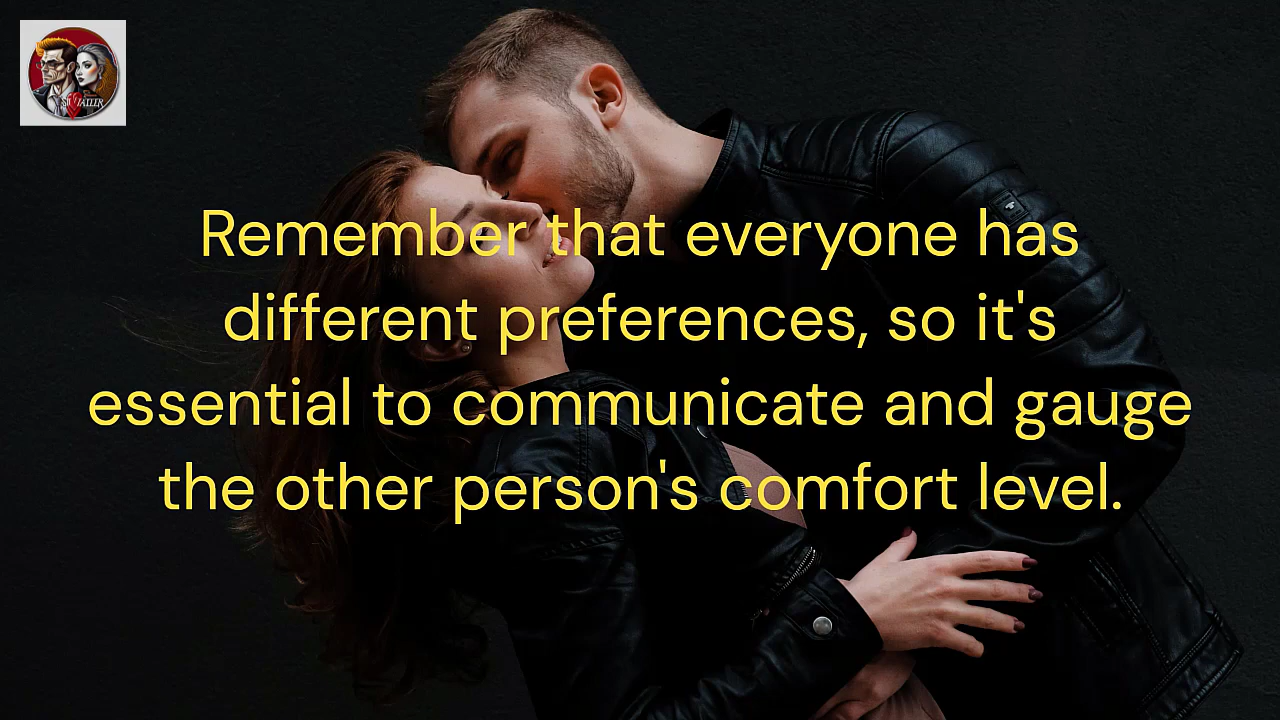 Remember that everyone has
different preferences, so it's
essential to communicate and gauge
the other person's comfort level.